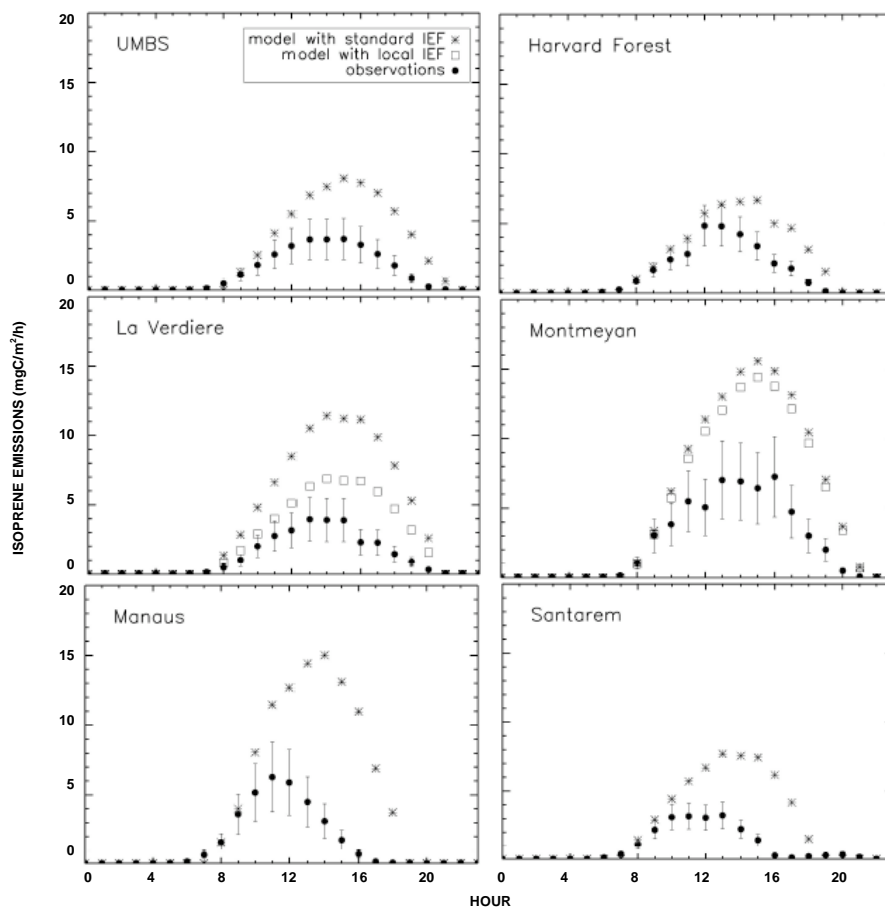 UMBS
model with standard IEF
model with local IEF
observations
Harvard Forest
20
15
10
5
0
La Verdiere
Montmeyan
20
15
10
5
0
Manaus
Santarem
20
15
10
5
0
0 4 8 12 16 20
0 4 8 12 16 20
ISOPRENE EMISSIONS (mgC/m²/h)
HOUR